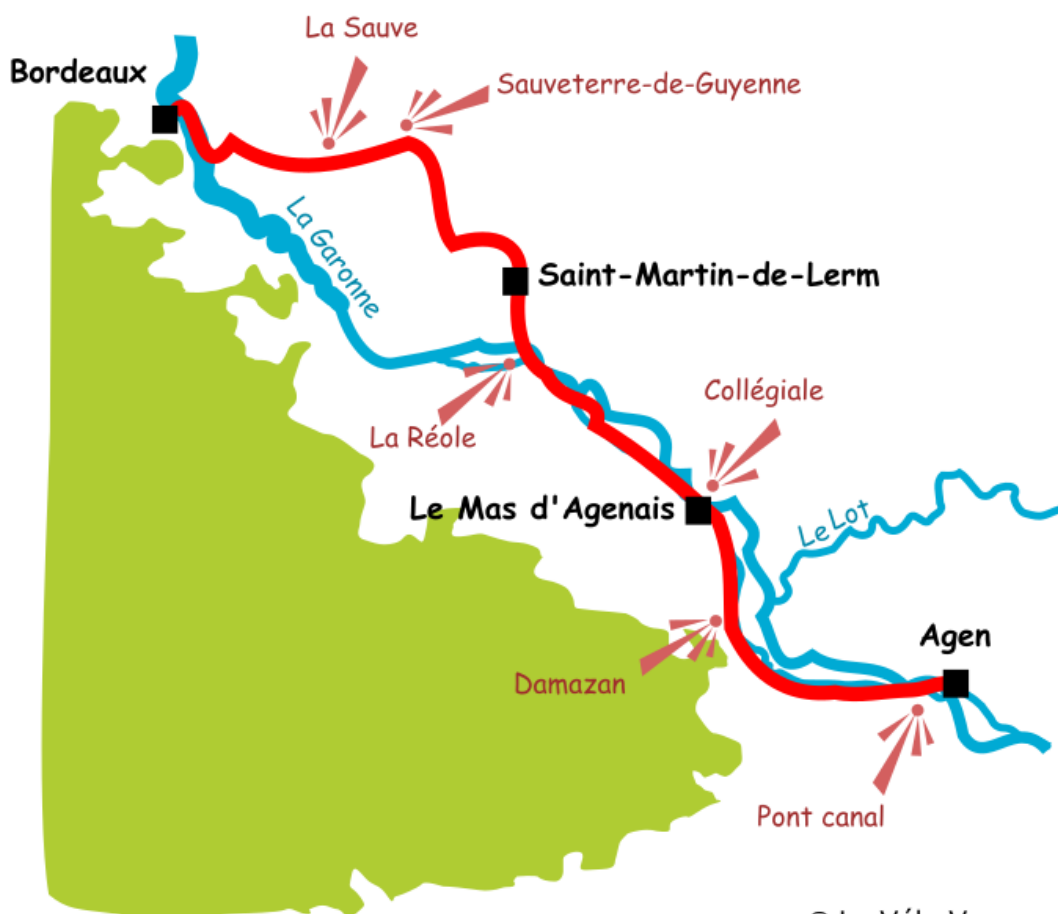 La Sauve
Bordeaux
Sauveterre-de-Guyenne
La Garonne
Saint-Martin-de-Lerm
Collégiale
La Réole
Le Mas d'Agenais
Le Lot
Agen
Damazan
Pont canal